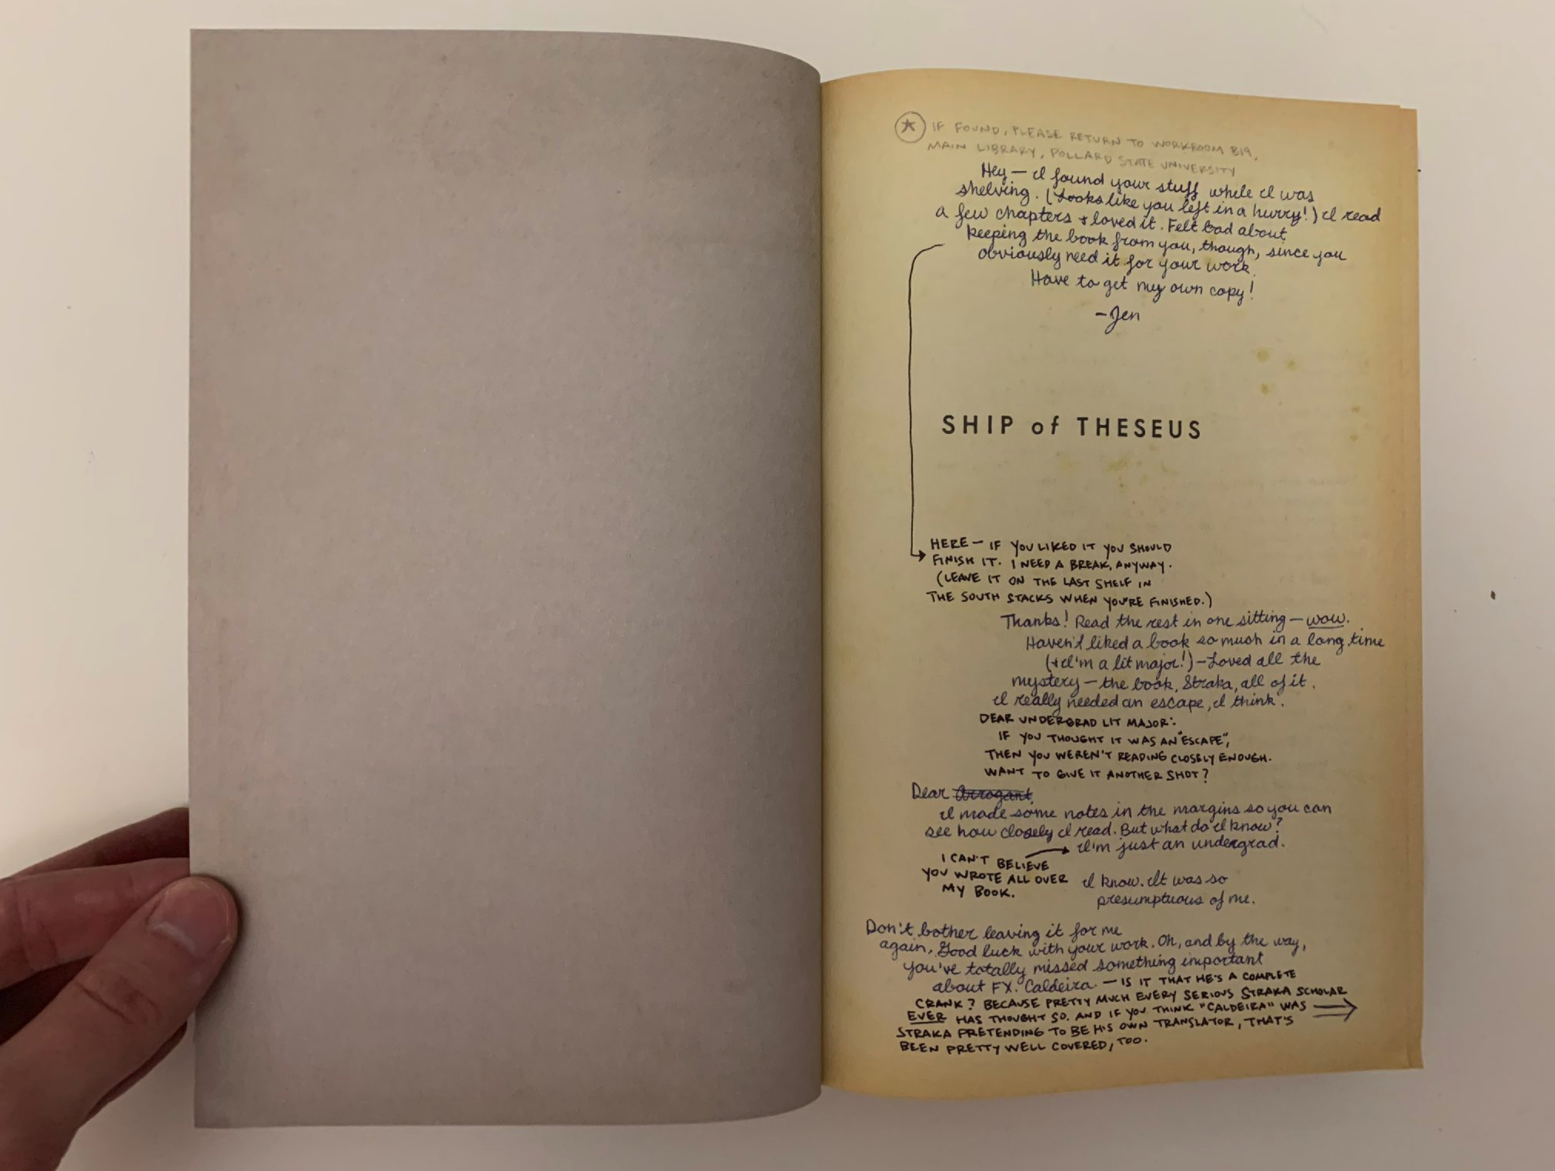 IF FOUND, PLEASE RETURN TO WORKROOM B19,
MAIN LIBRARY, POLLARD STATE UNIVERSITY
Hey — I found your stuff while I was
shelving. (Looks like you left in a hurry!) I read
a few chapters + loved it. Felt bad about
keeping the book from you, though, since you
obviously need it for your work.
Have to get my own copy!
-Jen
SHIP of THESEUS
HERE — IF YOU LIKED IT YOU SHOULD
FINISH IT. I NEED A BREAK, ANYWAY.
(LEAVE IT ON THE LAST SHELF IN
THE SOUTH STACKS WHEN YOU'RE FINISHED.)
Thanks! Read the rest in one sitting — wow.
Haven't liked a book so much in a long time
(+ I'm a lit major!) — Loved all the
mystery — the book, Straka, all of it.
I really needed an escape, I think.
DEAR UNDERGRAD LIT MAJOR:
IF YOU THOUGHT IT WAS AN "ESCAPE",
THEN YOU WEREN'T READING CLOSELY ENOUGH.
WANT TO GIVE IT ANOTHER SHOT?
Dear Arrogant
I made some notes in the margins so you can
see how closely I read. But what do I know?
I'm just an undergrad.
I CAN'T BELIEVE
YOU WROTE ALL OVER
MY BOOK.
I know. It was so
presumptuous of me.
Don't bother leaving it for me
again. Good luck with your work. Oh, and by the way,
you've totally missed something important
about FX. Caldeira — IS IT THAT HE'S A COMPLETE
CRANK? BECAUSE PRETTY MUCH EVERY SERIOUS STRAKA SCHOLAR
EVER HAS THOUGHT SO. AND IF YOU THINK "CALDEIRA" WAS
STRAKA PRETENDING TO BE HIS OWN TRANSLATOR, THAT'S
BEEN PRETTY WELL COVERED, TOO.